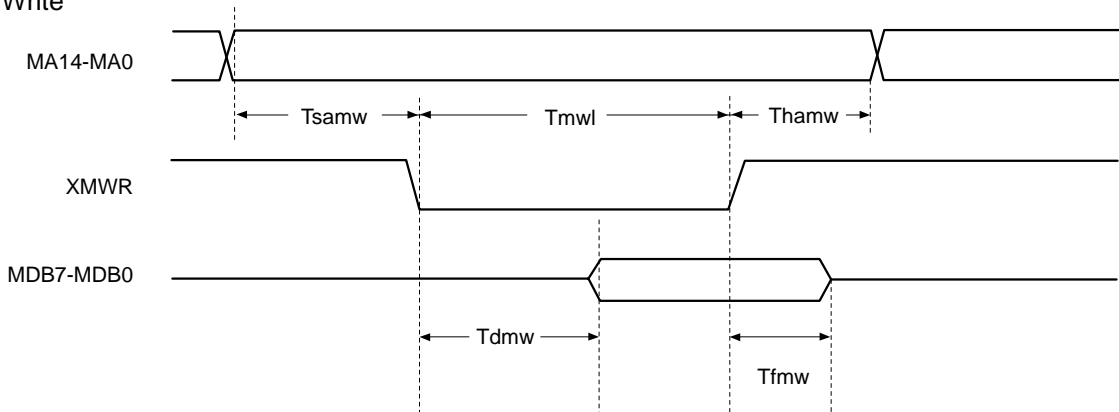 Write
MA14-MA0
Tsamw
Tmwl
Thamw
XMWR
MDB7-MDB0
Tdmw
Tfmw